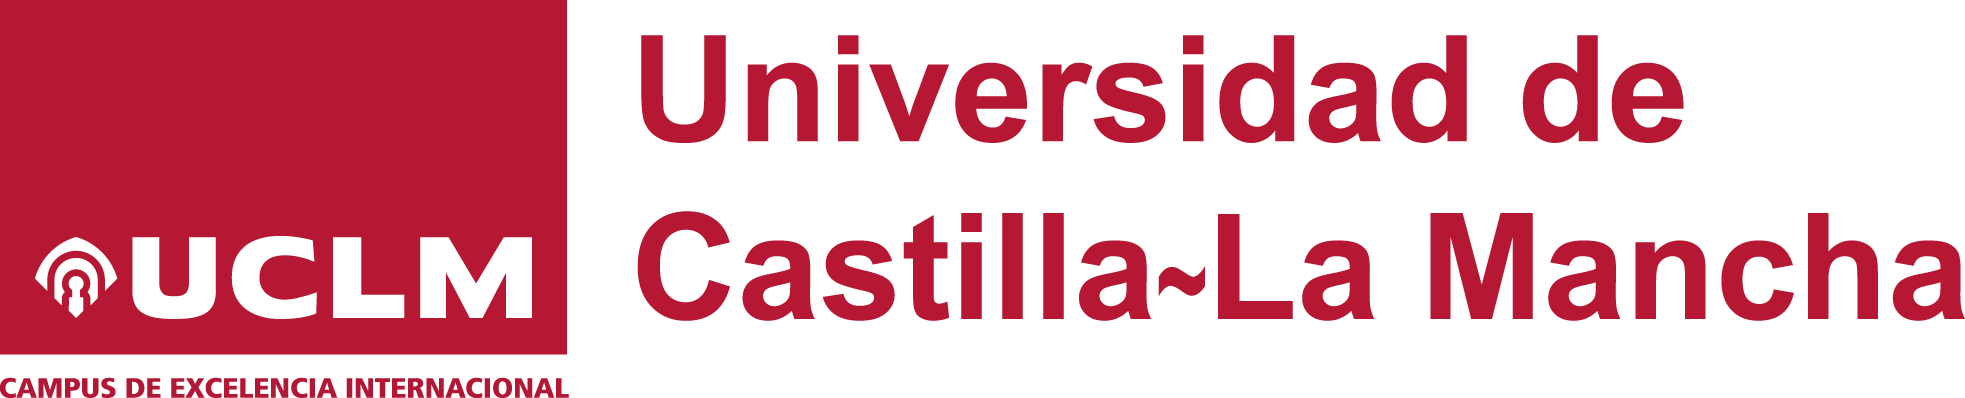 UCLM
CAMPUS DE EXCELENCIA INTERNACIONAL
Universidad de
Castilla~La Mancha